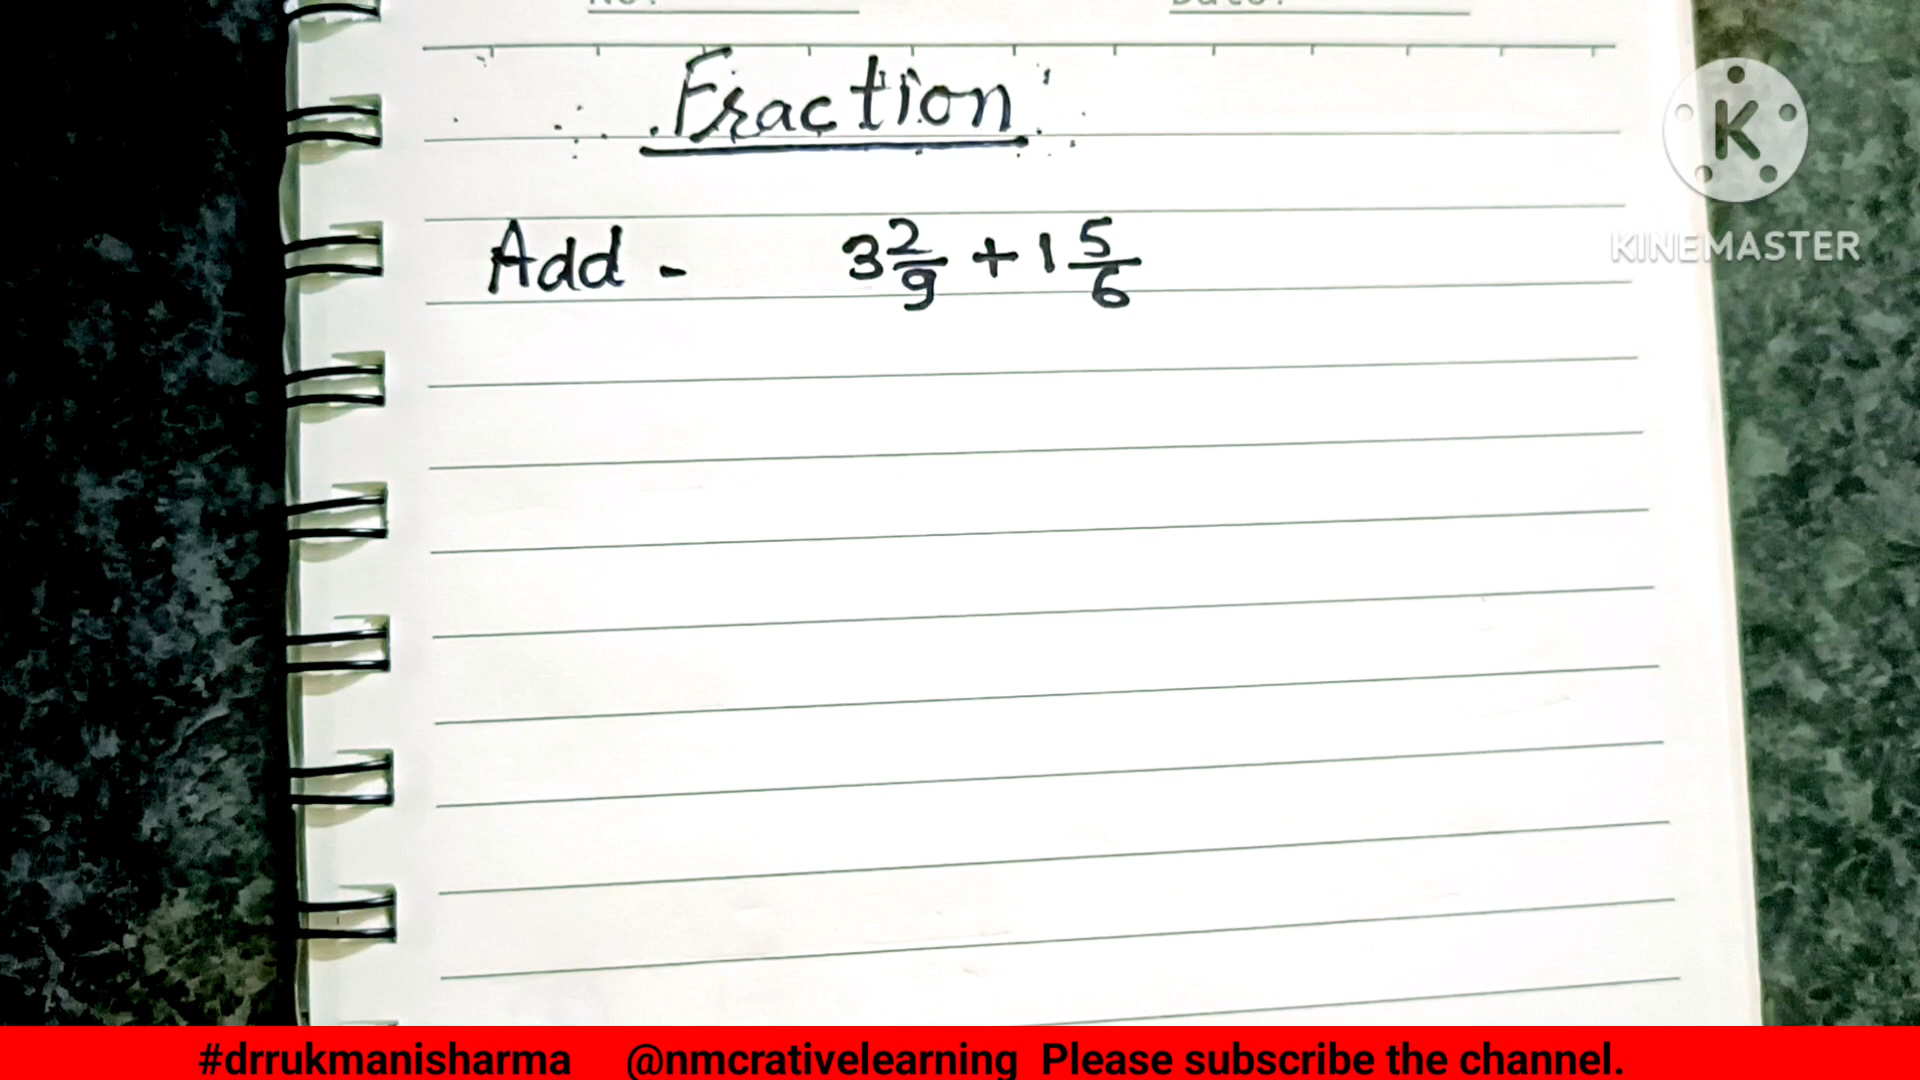 Fraction
Add - 3 2/9 + 1 5/6
K
KINEMASTER
#drrukmanisharma @nmcrativelearning Please subscribe the channel.